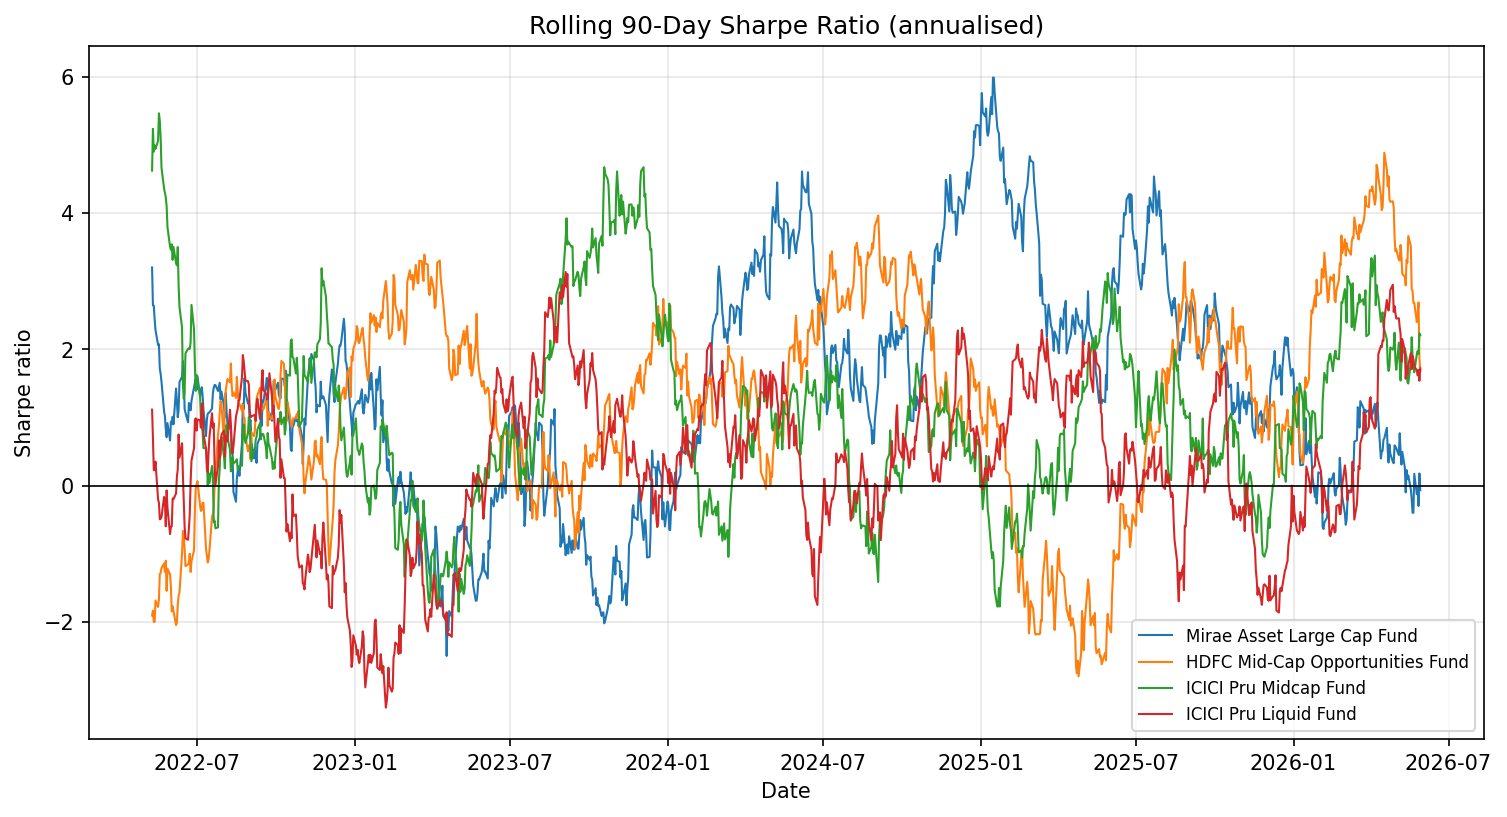 Rolling 90-Day Sharpe Ratio (annualised)
6
4
2
0
−2
Sharpe ratio
2022-07
2023-01
2023-07
2024-01
2024-07
2025-01
2025-07
2026-01
2026-07
Date
Mirae Asset Large Cap Fund
HDFC Mid-Cap Opportunities Fund
ICICI Pru Midcap Fund
ICICI Pru Liquid Fund